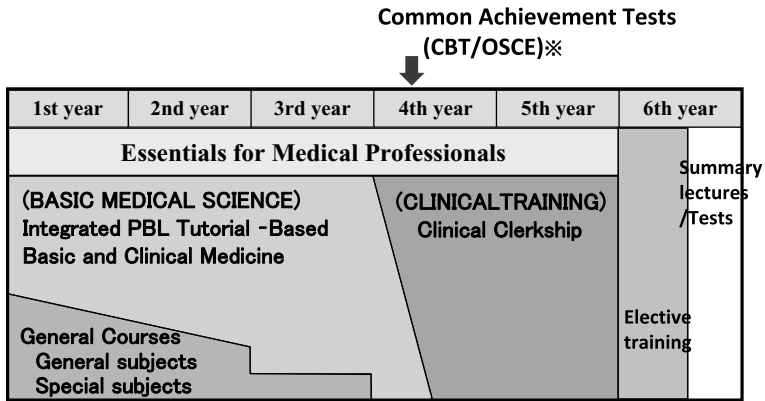 Common Achievement Tests
(CBT/OSCE)※
1st year
2nd year
3rd year
4th year
5th year
6th year
Essentials for Medical Professionals
(BASIC MEDICAL SCIENCE)
Integrated PBL Tutorial -Based
Basic and Clinical Medicine
(CLINICALTRAINING)
Clinical Clerkship
Summary
lectures
/Tests
General Courses
General subjects
Special subjects
Elective
training